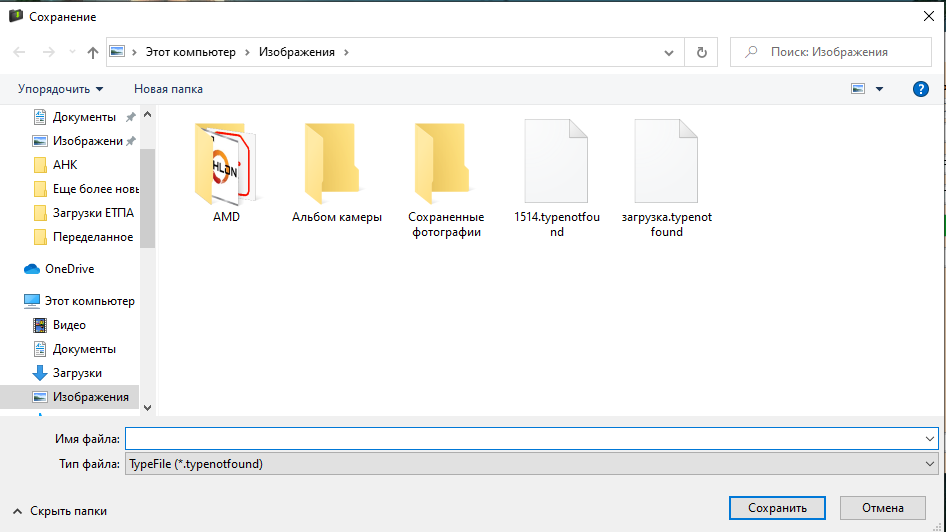 Сохранение
Этот компьютер
Изображения
Поиск: Изображения
Упорядочить
Новая папка
?
Документы
Изображени
АНК
Еще более новы
Загрузки ЕТПА
Переделанное
OneDrive
Этот компьютер
Видео
Документы
Загрузки
Изображения
HLON
AMD
Альбом камеры
Сохраненные
фотографии
1514.typenotfou
nd
загрузка.typenot
found
Имя файла:
Тип файла:
TypeFile (*.typenotfound)
Скрыть папки
Сохранить
Отмена